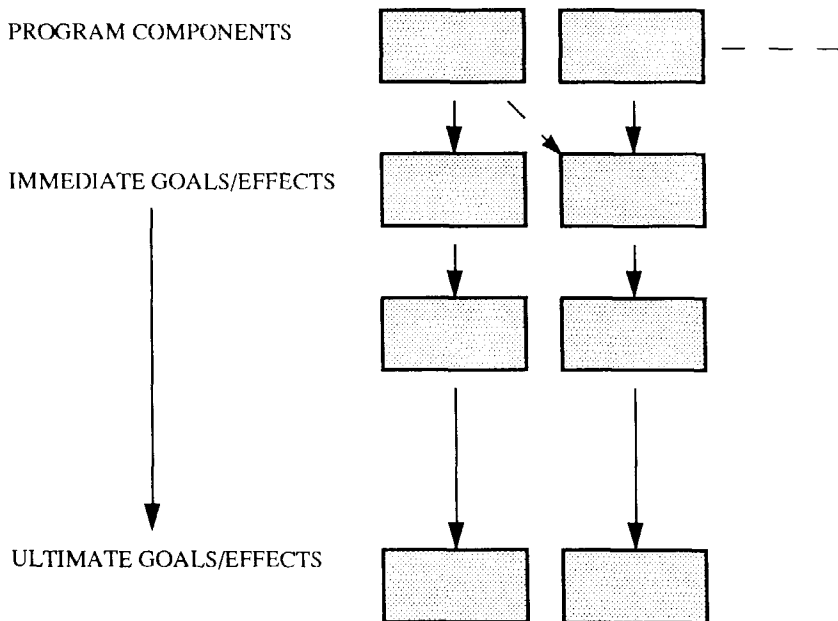 PROGRAM COMPONENTS
IMMEDIATE GOALS/EFFECTS
ULTIMATE GOALS/EFFECTS